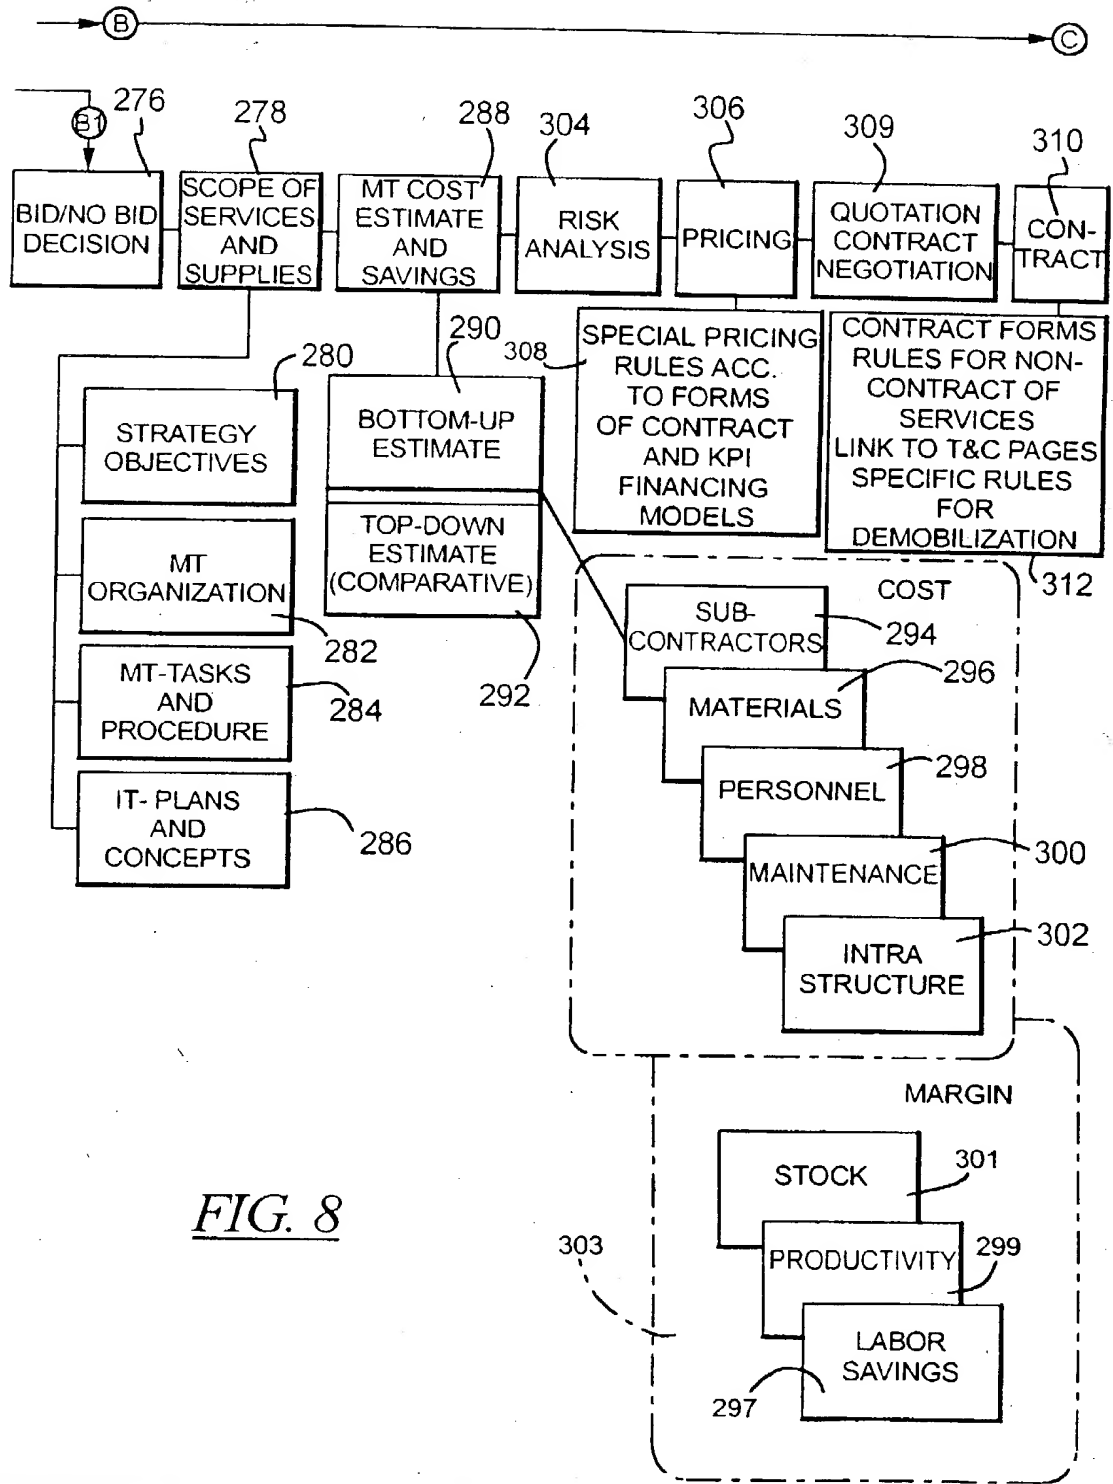 B
C
B1
276
278
288
304
306
309
310
BID/NO BID
DECISION
SCOPE OF
SERVICES
AND
SUPPLIES
MT COST
ESTIMATE
AND
SAVINGS
RISK
ANALYSIS
PRICING
QUOTATION
CONTRACT
NEGOTIATION
CON-
TRACT
280
STRATEGY
OBJECTIVES
MT
ORGANIZATION
282
MT-TASKS
AND
PROCEDURE
284
IT- PLANS
AND
CONCEPTS
286
290
BOTTOM-UP
ESTIMATE
TOP-DOWN
ESTIMATE
(COMPARATIVE)
292
308
SPECIAL PRICING
RULES ACC.
TO FORMS
OF CONTRACT
AND KPI
FINANCING
MODELS
CONTRACT FORMS
RULES FOR NON-
CONTRACT OF
SERVICES
LINK TO T&C PAGES
SPECIFIC RULES
FOR
DEMOBILIZATION
312
COST
SUB-
CONTRACTORS
294
MATERIALS
296
PERSONNEL
298
MAINTENANCE
300
INTRA
STRUCTURE
302
MARGIN
STOCK
301
PRODUCTIVITY
299
LABOR
SAVINGS
297
303
FIG. 8